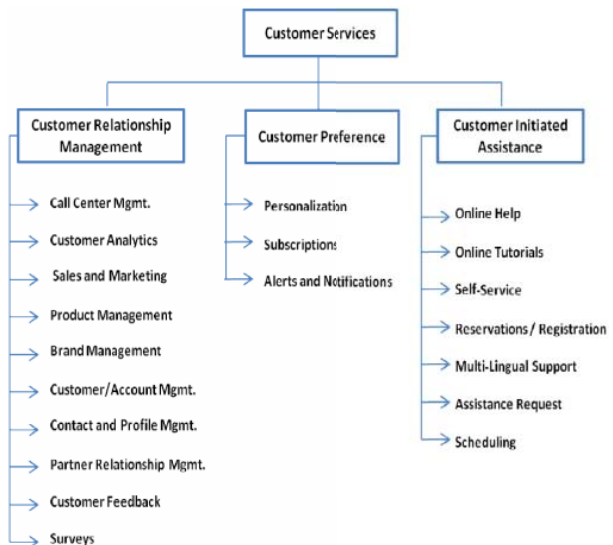 Customer Services
Customer Relationship
Management
Call Center Mgmt.
Customer Analytics
Sales and Marketing
Product Management
Brand Management
Customer/Account Mgmt.
Contact and Profile Mgmt.
Partner Relationship Mgmt.
Customer Feedback
Surveys
Customer Preference
Personalization
Subscriptions
Alerts and Notifications
Customer Initiated
Assistance
Online Help
Online Tutorials
Self-Service
Reservations / Registration
Multi-Lingual Support
Assistance Request
Scheduling